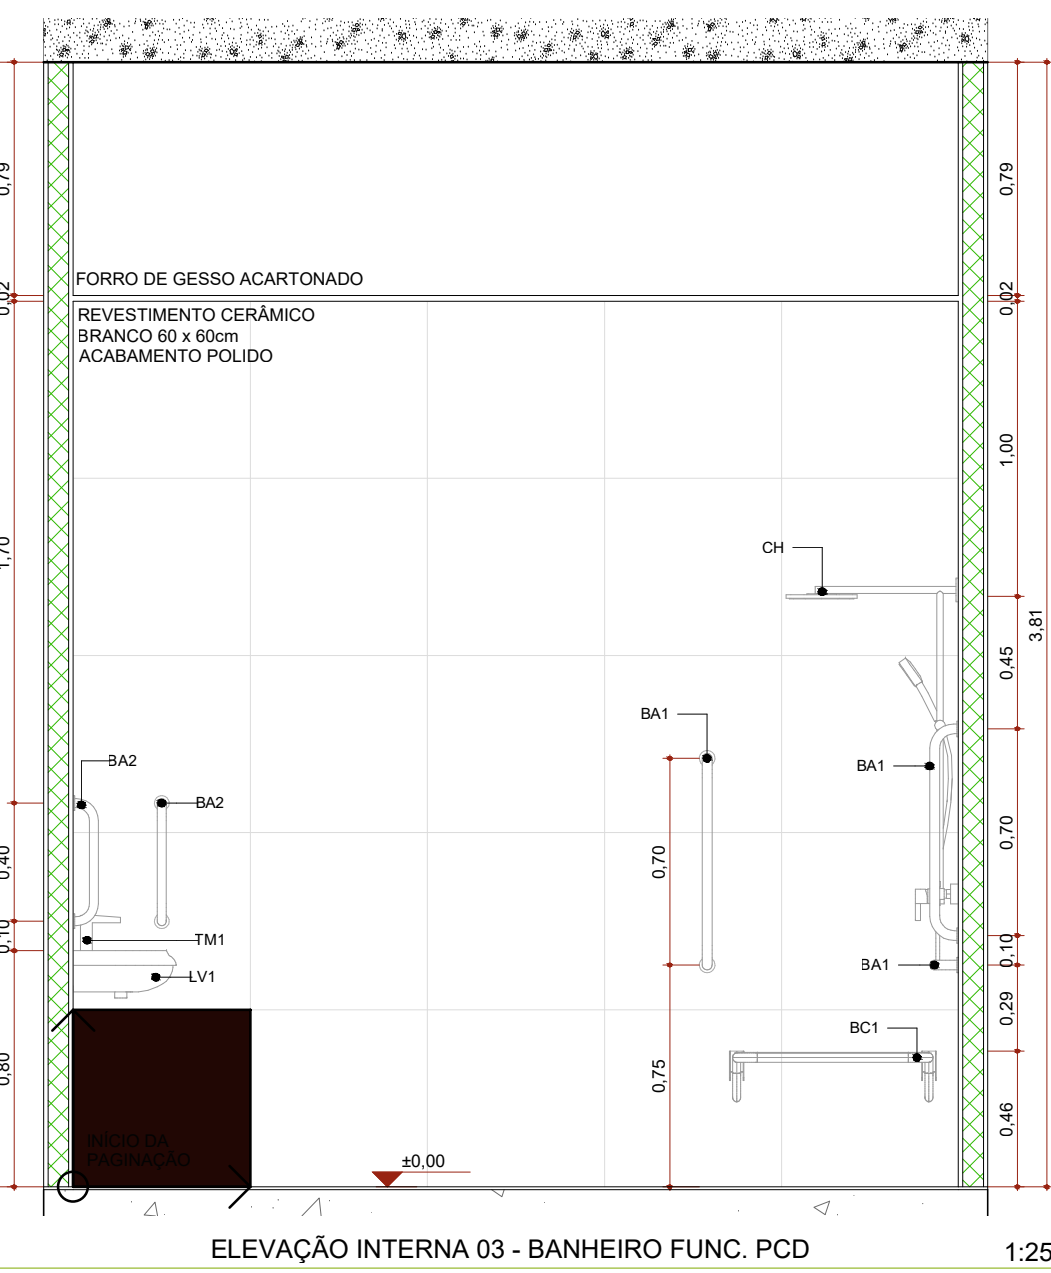 0,79
0,79
FORRO DE GESSO ACARTONADO
0,02
0,02
REVESTIMENTO CERÂMICO
BRANCO 60 x 60cm
ACABAMENTO POLIDO
1,00
1,70
CH
3,81
0,45
BA1
BA2
BA1
BA2
0,70
0,40
0,70
TM1
0,10
0,10
BA1
LV1
0,29
BC1
0,80
0,75
0,46
INÍCIO DA
PAGINAÇÃO
±0,00
ELEVAÇÃO INTERNA 03 - BANHEIRO FUNC. PCD
1:25